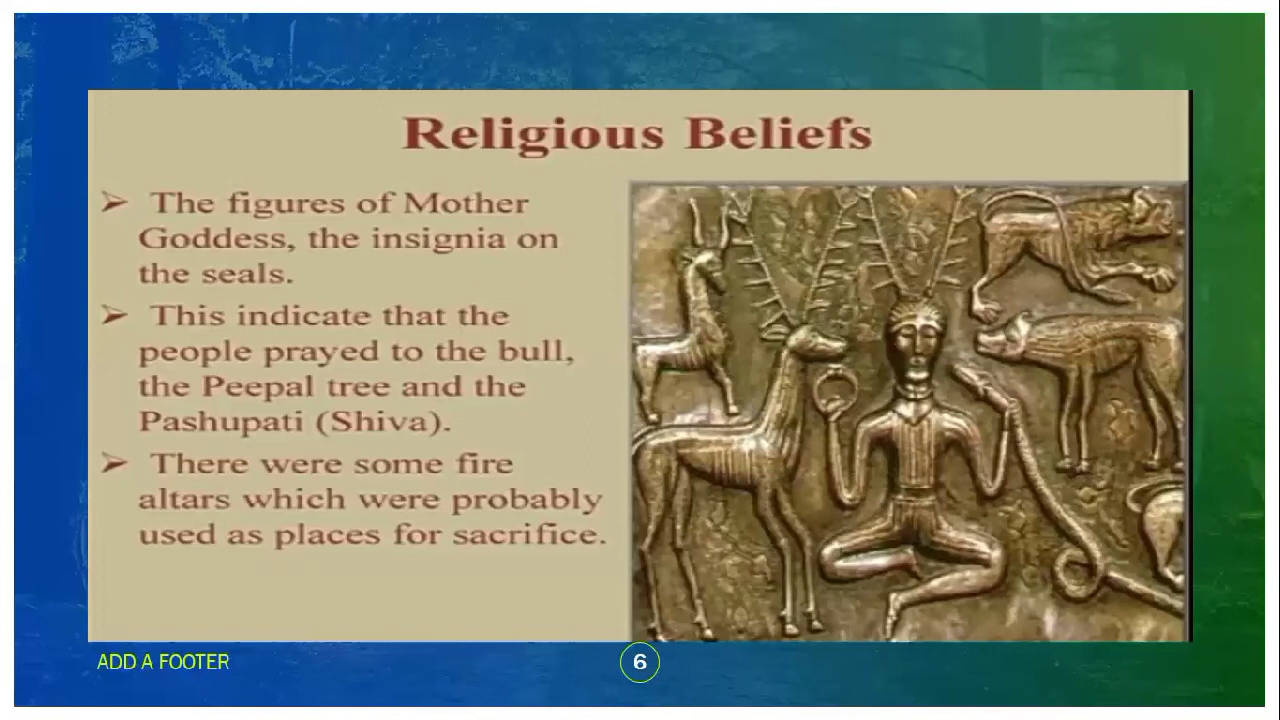 Religious Beliefs
➢ The figures of Mother
Goddess, the insignia on
the seals.
➢ This indicate that the
people prayed to the bull,
the Peepal tree and the
Pashupati (Shiva).
➢ There were some fire
altars which were probably
used as places for sacrifice.
ADD A FOOTER
6